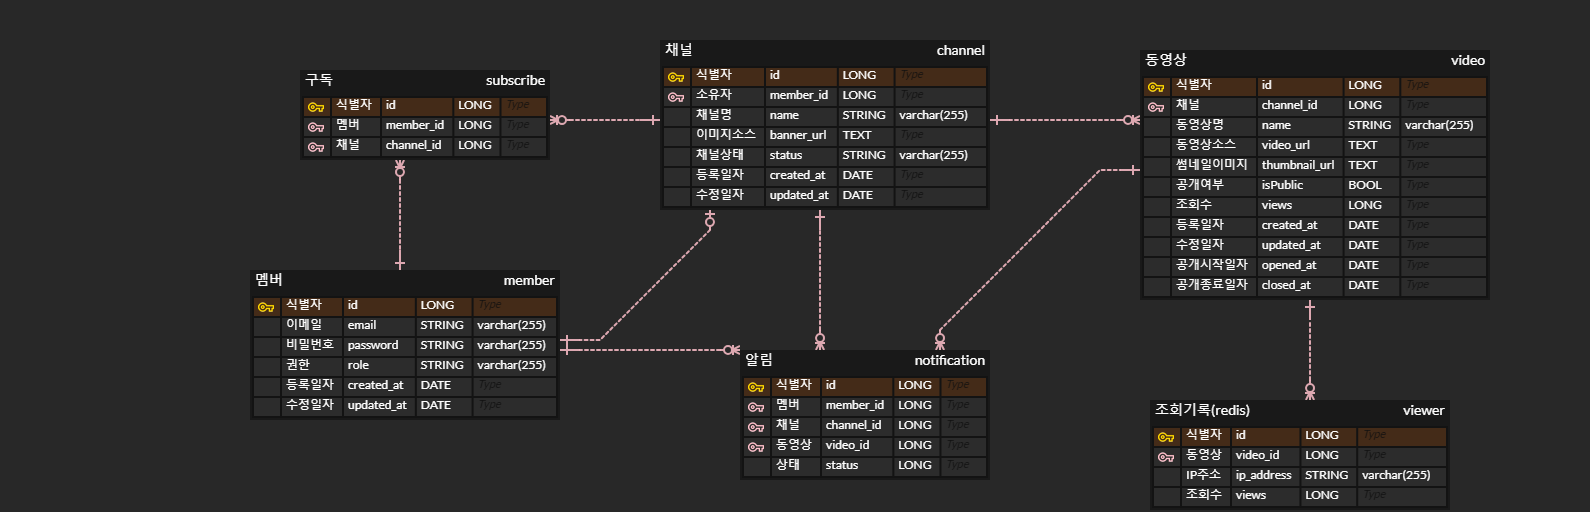 구독 subscribe
식별자 id LONG Type
멤버 member_id LONG Type
채널 channel_id LONG Type
채널 channel
식별자 id LONG Type
소유자 member_id LONG Type
채널명 name STRING varchar(255)
이미지소스 banner_url TEXT Type
채널상태 status STRING varchar(255)
등록일자 created_at DATE Type
수정일자 updated_at DATE Type
동영상 video
식별자 id LONG Type
채널 channel_id LONG Type
동영상명 name STRING varchar(255)
동영상소스 video_url TEXT Type
썸네일이미지 thumbnail_url TEXT Type
공개여부 isPublic BOOL Type
조회수 views LONG Type
등록일자 created_at DATE Type
수정일자 updated_at DATE Type
공개시작일자 opened_at DATE Type
공개종료일자 closed_at DATE Type
멤버 member
식별자 id LONG Type
이메일 email STRING varchar(255)
비밀번호 password STRING varchar(255)
권한 role STRING varchar(255)
등록일자 created_at DATE Type
수정일자 updated_at DATE Type
알림 notification
식별자 id LONG Type
멤버 member_id LONG Type
채널 channel_id LONG Type
동영상 video_id LONG Type
상태 status LONG Type
조회기록(redis) viewer
식별자 id LONG Type
동영상 video_id LONG Type
IP주소 ip_address STRING varchar(255)
조회수 views LONG Type